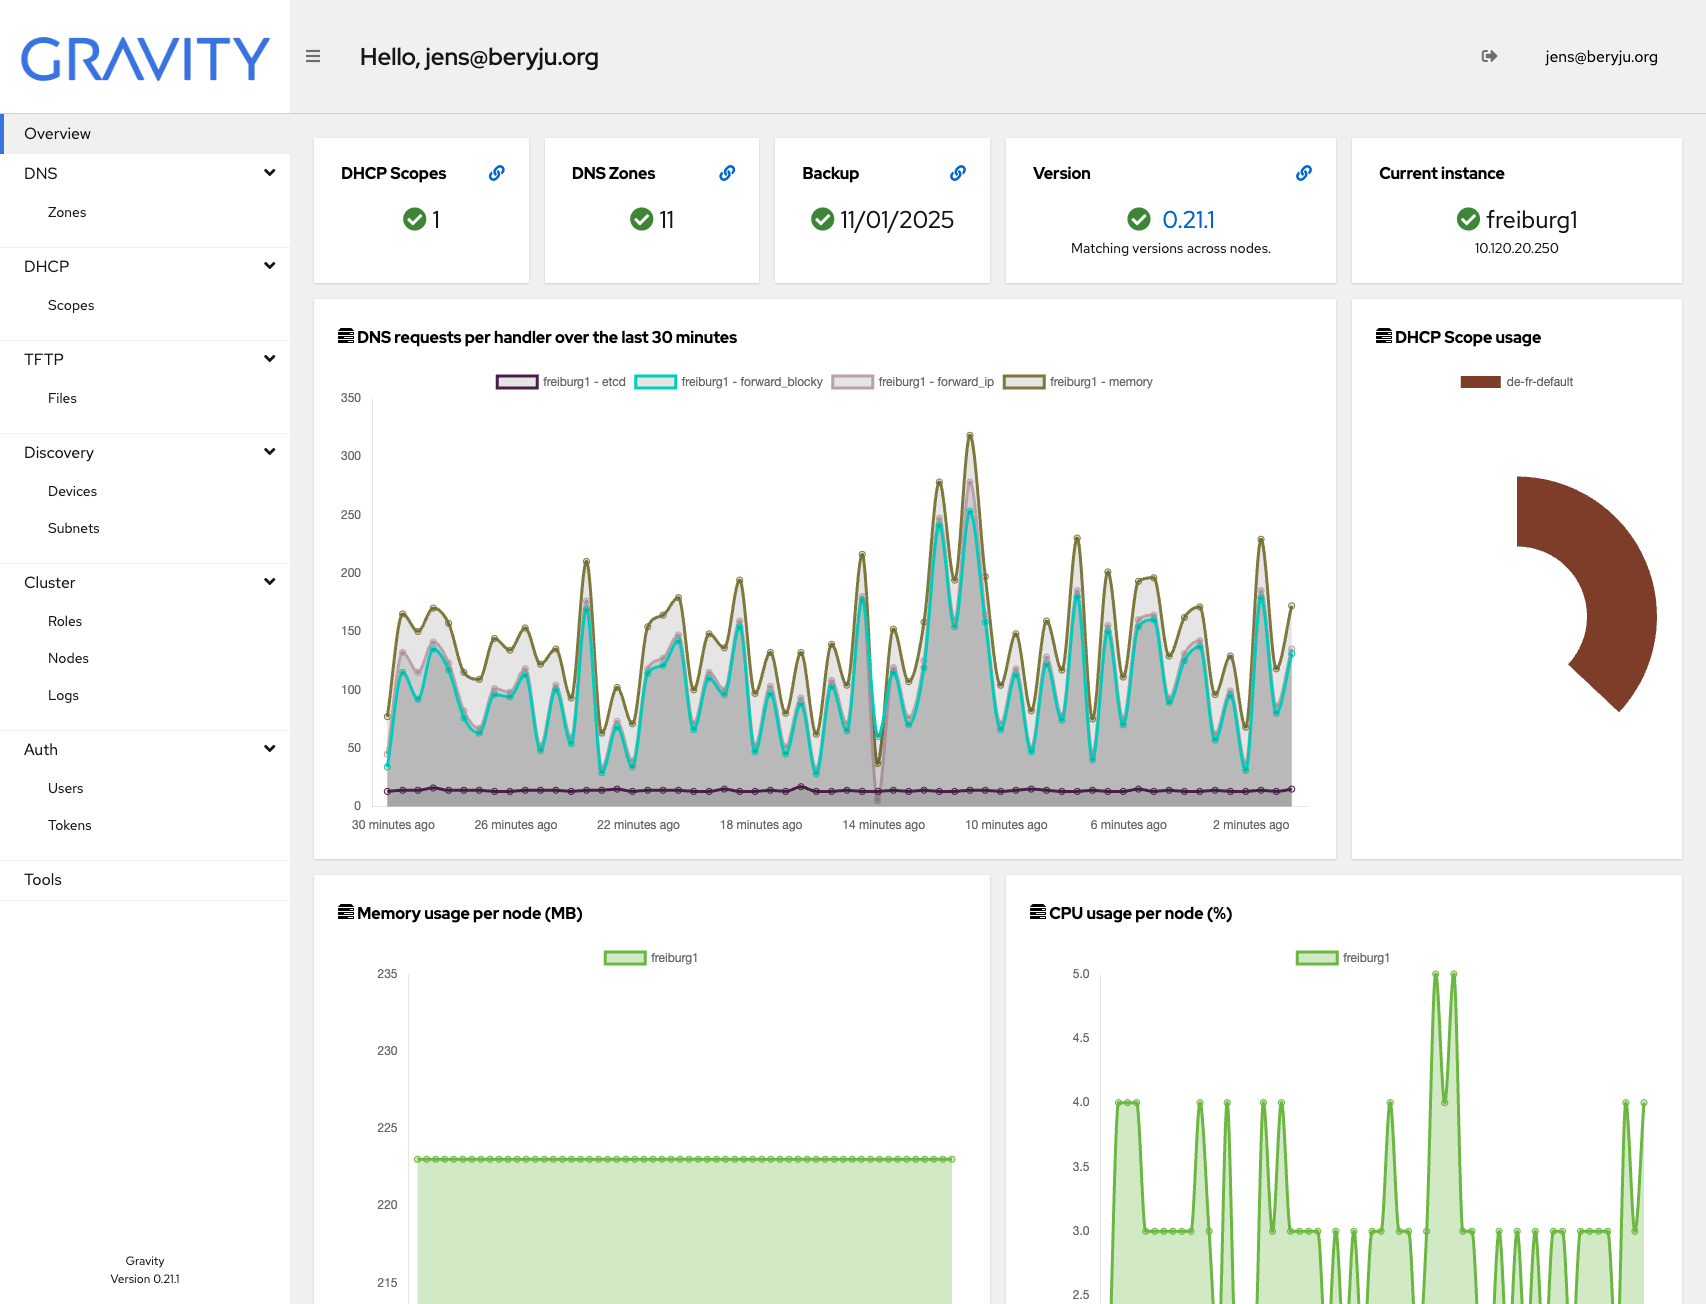 GRAVITY
Hello, jens@beryju.org
jens@beryju.org
Overview
DNS
Zones
DHCP
Scopes
TFTP
Files
Discovery
Devices
Subnets
Cluster
Roles
Nodes
Logs
Auth
Users
Tokens
Tools
Gravity
Version 0.21.1
DHCP Scopes
1
DNS Zones
11
Backup
11/01/2025
Version
0.21.1
Matching versions across nodes.
Current instance
freiburg1
10.120.20.250
DNS requests per handler over the last 30 minutes
freiburg1 - etcd freiburg1 - forward_blocky freiburg1 - forward_ip freiburg1 - memory
350
300
250
200
150
100
50
0
30 minutes ago 26 minutes ago 22 minutes ago 18 minutes ago 14 minutes ago 10 minutes ago 6 minutes ago 2 minutes ago
DHCP Scope usage
de-fr-default
Memory usage per node (MB)
freiburg1
235
230
225
220
215
CPU usage per node (%)
freiburg1
5.0
4.5
4.0
3.5
3.0
2.5